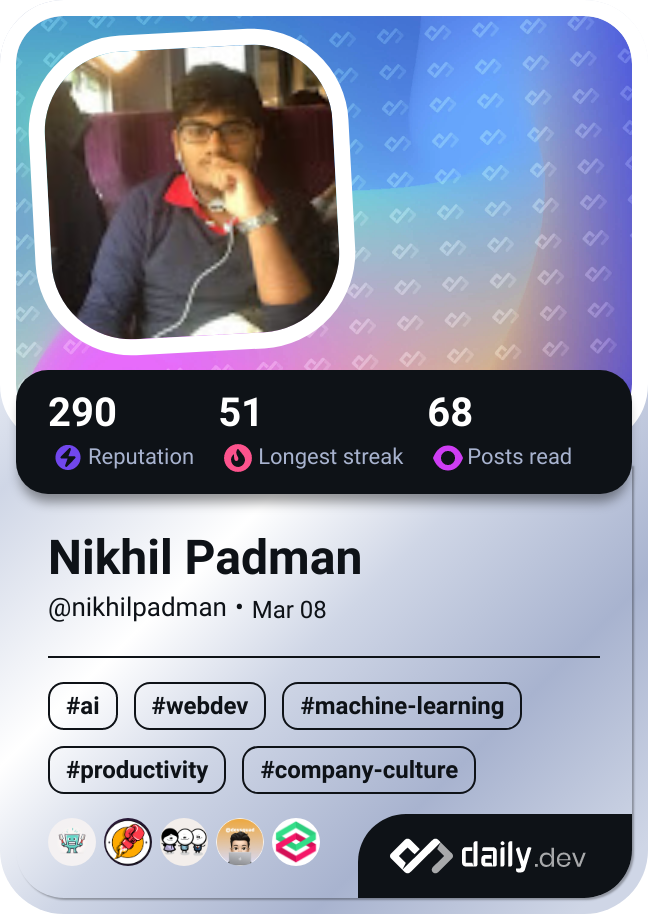 290 51 68
Reputation Longest streak Posts read
Nikhil Padman
@nikhilpadman • Mar 08
#ai #webdev #machine-learning
#productivity #company-culture
daily.dev